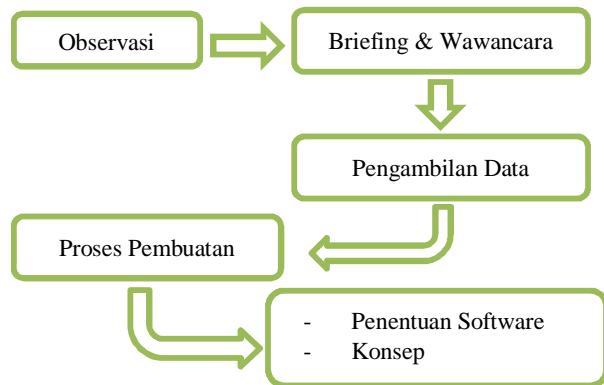 Observasi
Briefing & Wawancara
Pengambilan Data
Proses Pembuatan
- Penentuan Software
- Konsep